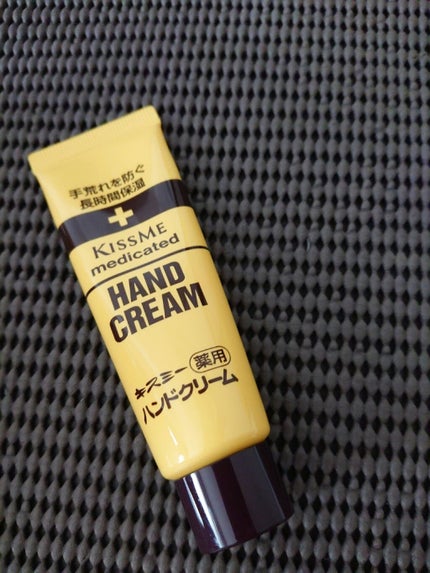 手荒れを防ぐ
長時間保湿
KISSME
medicated
HAND
CREAM
キスミー 薬用
ハンドクリーム